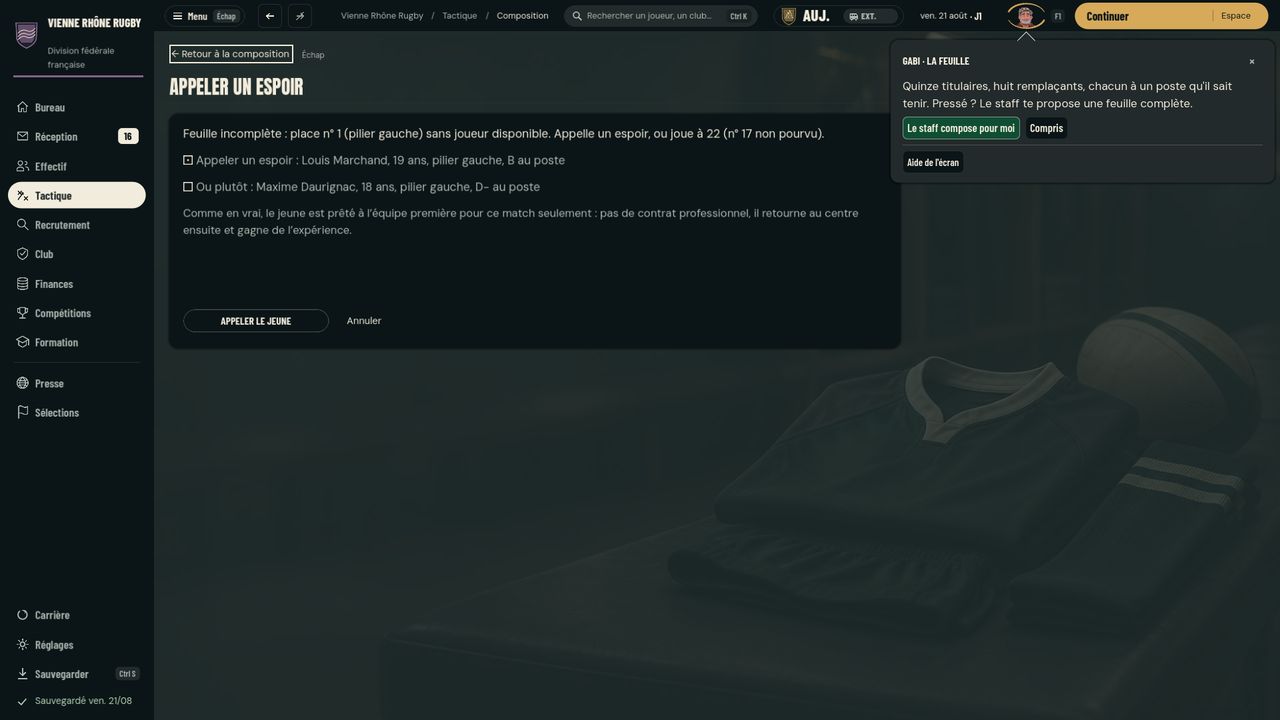 VIENNE RHÔNE RUGBY
Division fédérale
française
Menu Échap
Vienne Rhône Rugby / Tactique / Composition
Rechercher un joueur, un club... Ctrl K
AUJ. EXT.
ven. 21 août · J1
F1
Continuer Espace
Bureau
Réception 16
Effectif
Tactique
Recrutement
Club
Finances
Compétitions
Formation
Presse
Sélections
Carrière
Réglages
Sauvegarder Ctrl S
Sauvegardé ven. 21/08
← Retour à la composition Échap
APPELER UN ESPOIR
Feuille incomplète : place n° 1 (pilier gauche) sans joueur disponible. Appelle un espoir, ou joue à 22 (n° 17 non pourvu).
Appeler un espoir : Louis Marchand, 19 ans, pilier gauche, B au poste
Ou plutôt : Maxime Daurignac, 18 ans, pilier gauche, D- au poste
Comme en vrai, le jeune est prêté à l'équipe première pour ce match seulement : pas de contrat professionnel, il retourne au centre
ensuite et gagne de l'expérience.
APPELER LE JEUNE
Annuler
GABI · LA FEUILLE ×
Quinze titulaires, huit remplaçants, chacun à un poste qu'il sait
tenir. Pressé ? Le staff te propose une feuille complète.
Le staff compose pour moi
Compris
Aide de l'écran